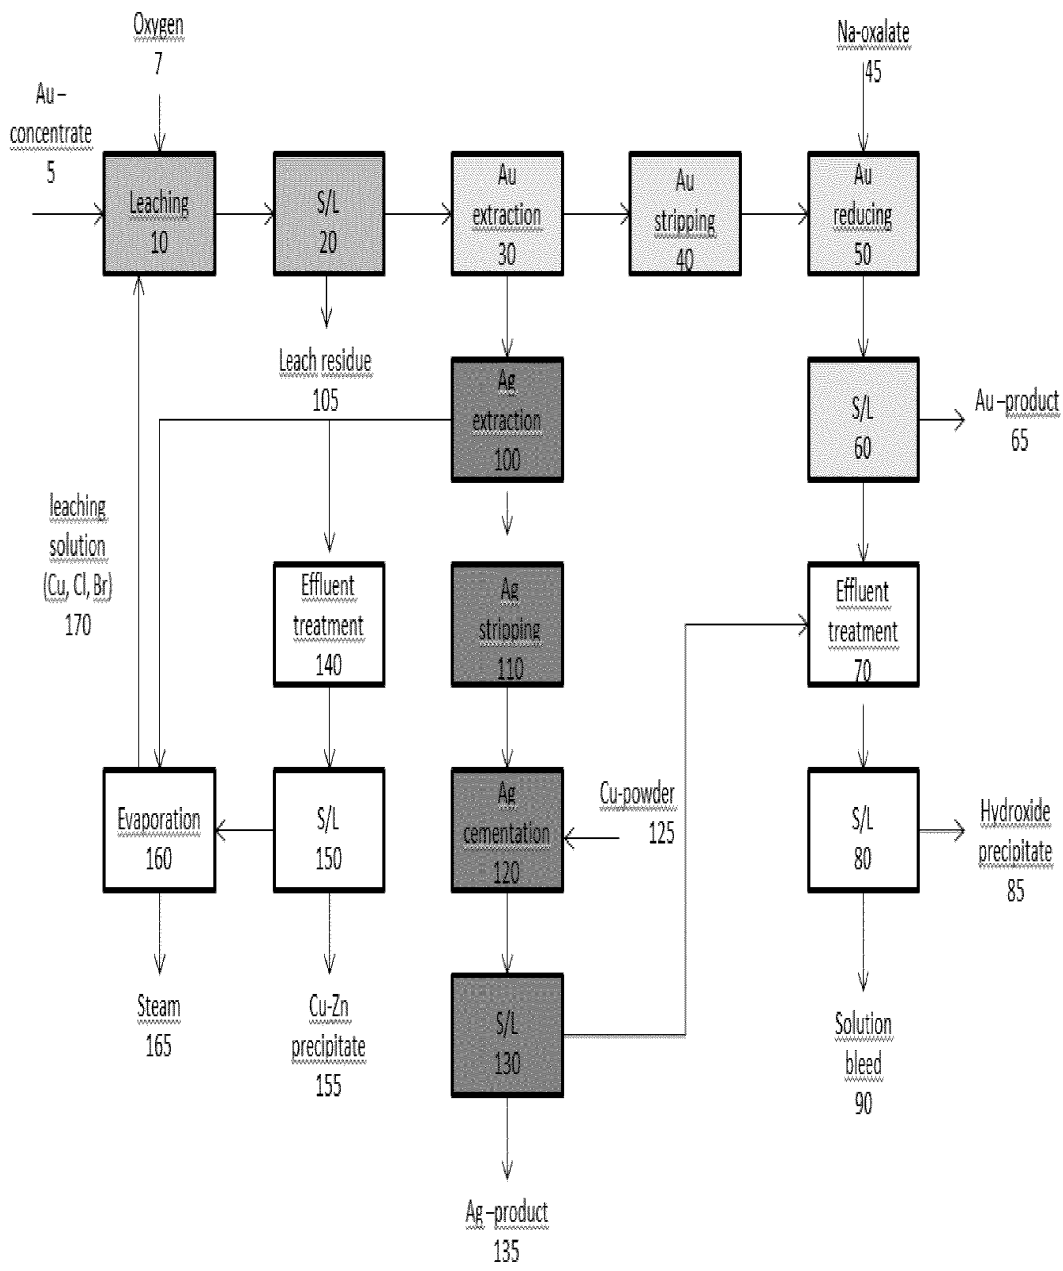 Oxygen
7
Na-oxalate
45
Au –
concentrate
5
Leaching
10
S/L
20
Au
extraction
30
Au
stripping
40
Au
reducing
50
Leach residue
105
Ag
extraction
100
S/L
60
Au –product
65
leaching
solution
(Cu, Cl, Br)
170
Effluent
treatment
140
Ag
stripping
110
Effluent
treatment
70
Evaporation
160
S/L
150
Ag
cementation
120
Cu-powder
125
S/L
80
Hydroxide
precipitate
85
Steam
165
Cu-Zn
precipitate
155
S/L
130
Solution
bleed
90
Ag –product
135